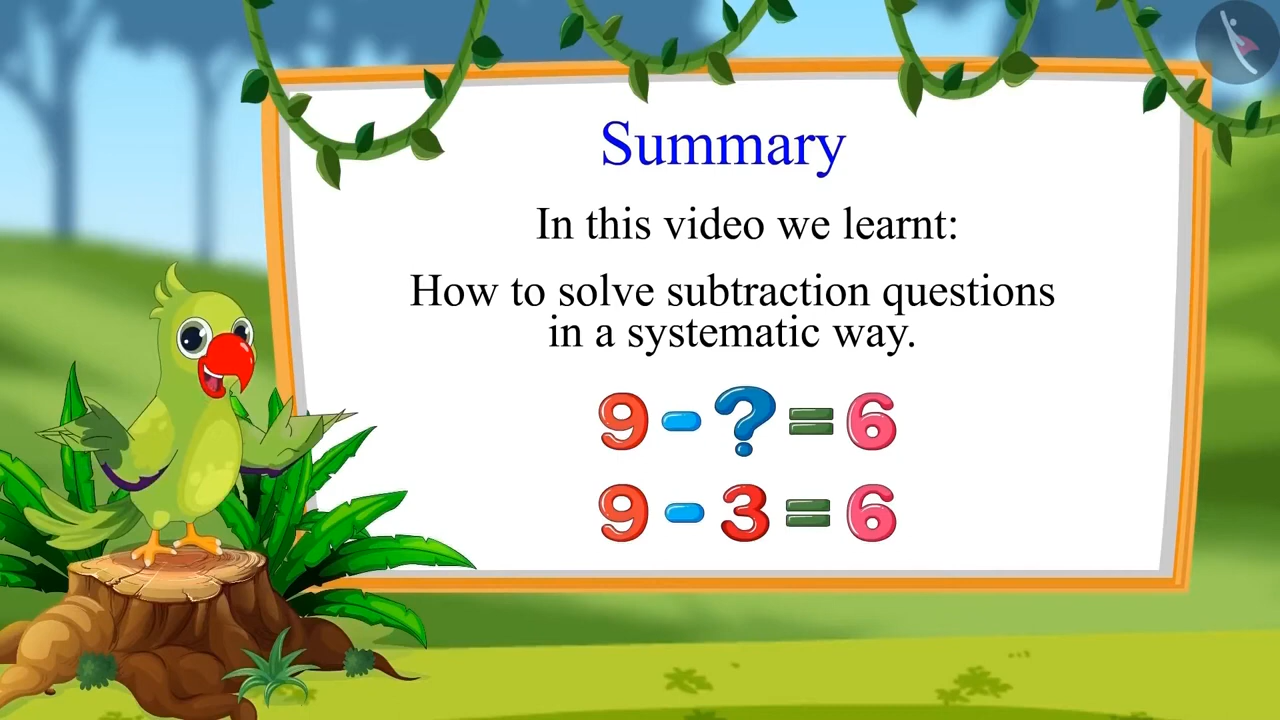 Summary
In this video we learnt:
How to solve subtraction questions
in a systematic way.
9 - ? = 6
9 - 3 = 6